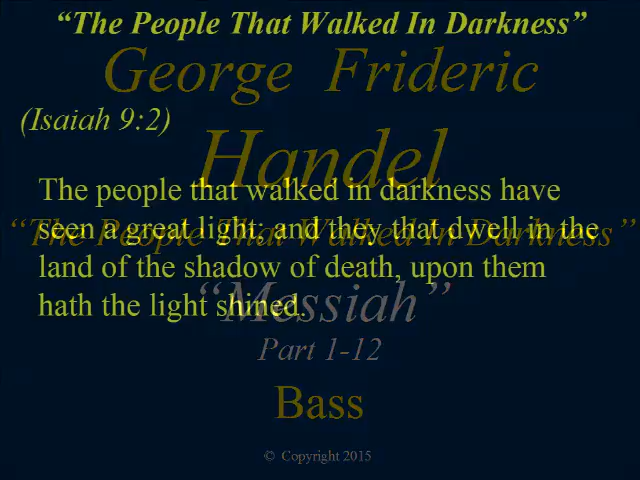 “The People That Walked In Darkness”
George Frideric
(Isaiah 9:2)
Handel
The people that walked in darkness have
seen a great light; and they that dwell in the
“The People That Walked In Darkness”
land of the shadow of death, upon them
hath the light shined.
“Messiah”
Part 1-12
Bass
© Copyright 2015